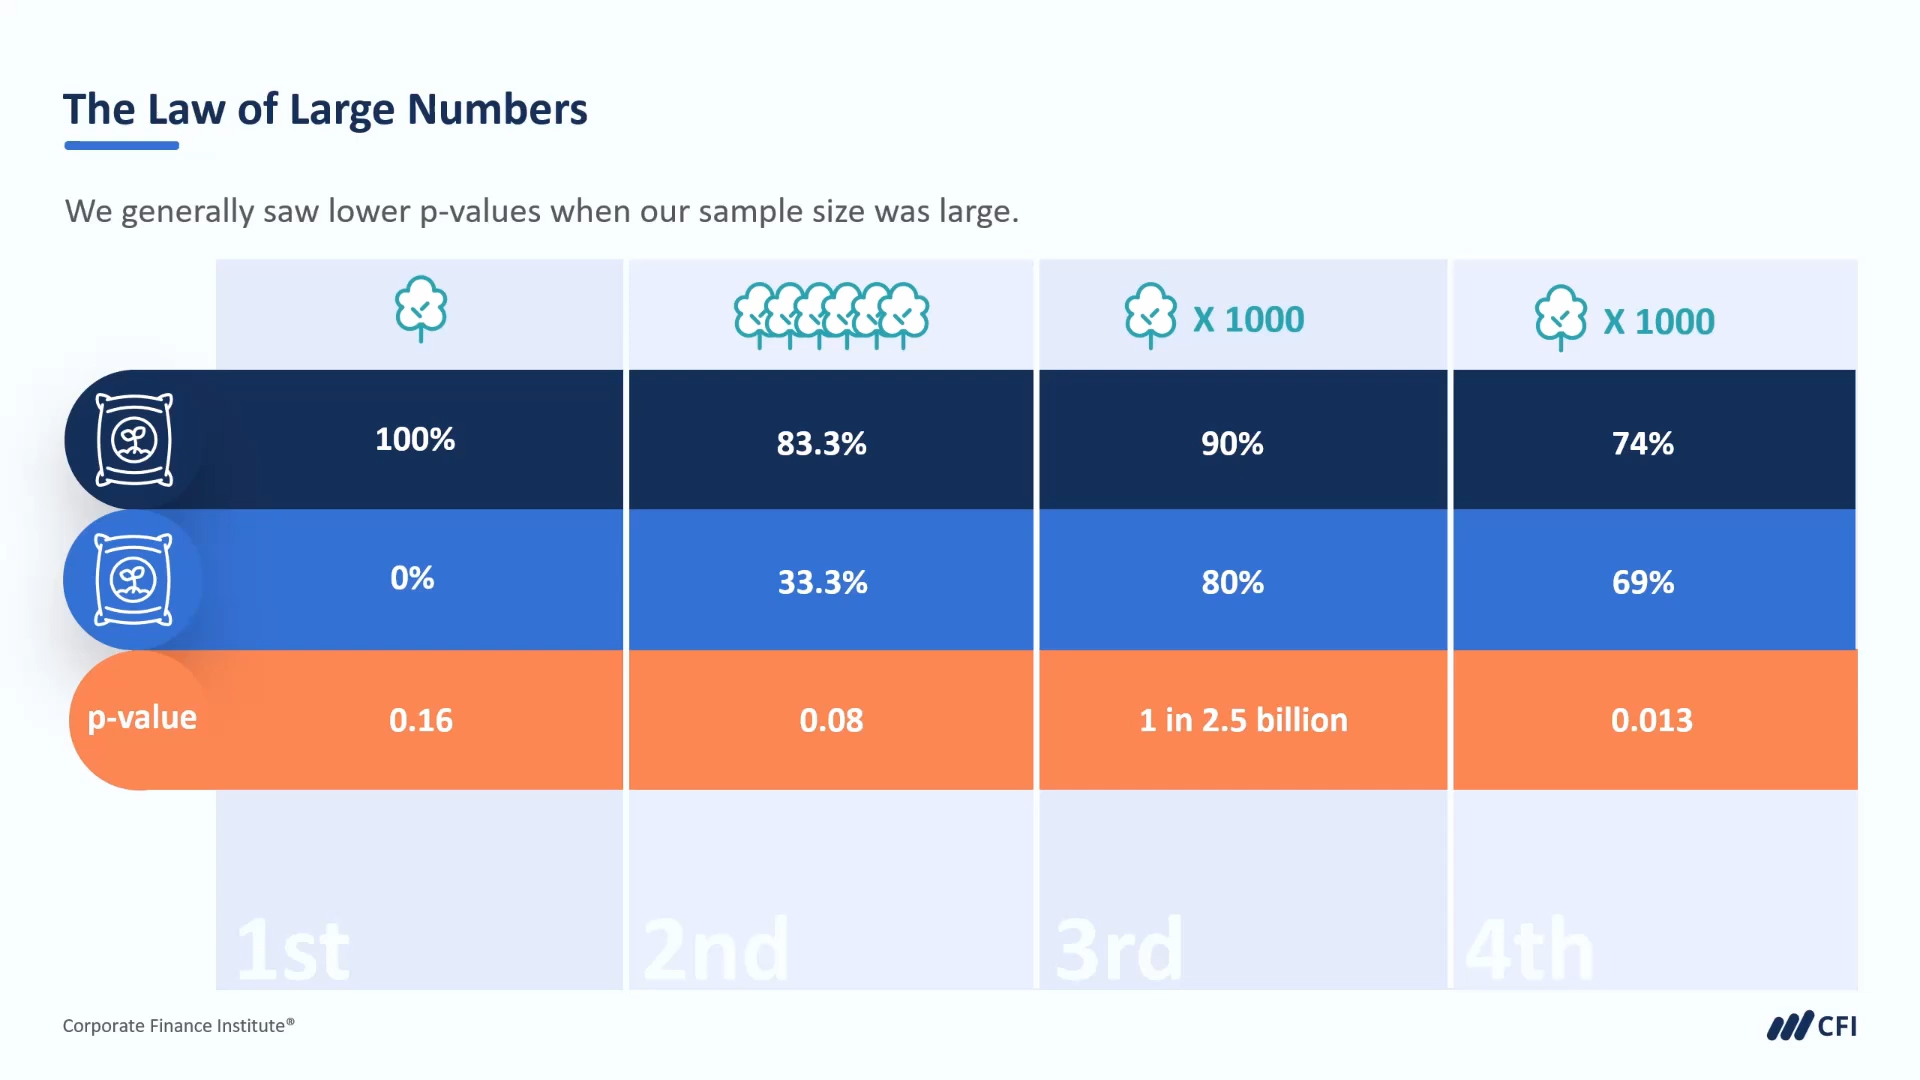 The Law of Large Numbers
We generally saw lower p-values when our sample size was large.
X 1000 X 1000
100% 83.3% 90% 74%
0% 33.3% 80% 69%
p-value 0.16 0.08 1 in 2.5 billion 0.013
1st 2nd 3rd 4th
Corporate Finance Institute® CFI